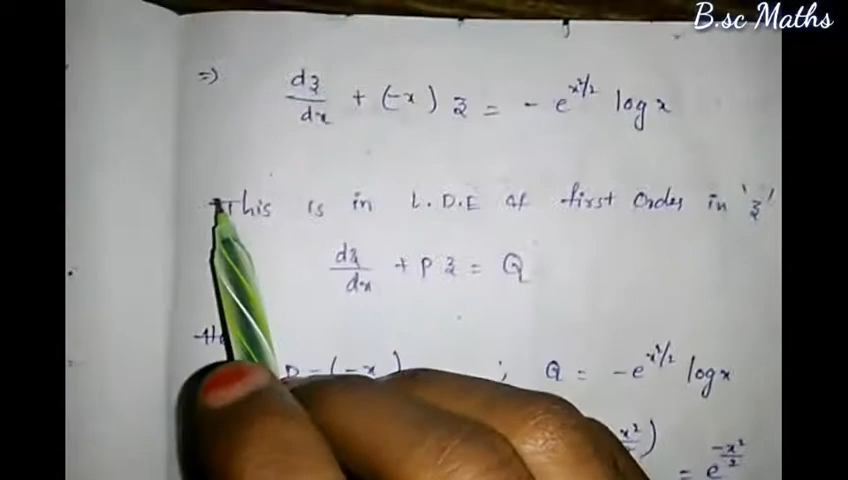 B.sc Maths
=) dz/dx + (-x) z = - e^{x²/2} log x
This is in L.D.E of first Order in 'z'
dz/dx + P z = Q
P = (-x) ; Q = -e^{x²/2} log x
= e^{-x²/2}